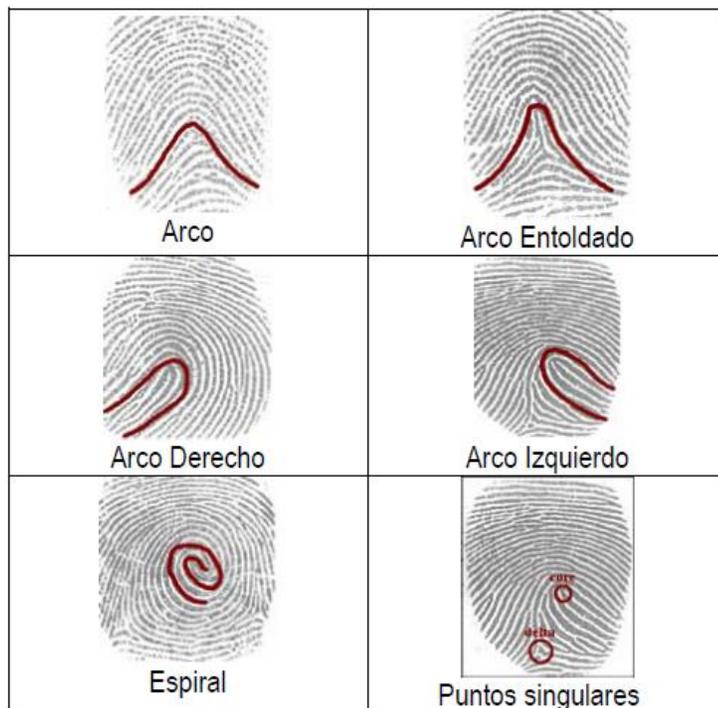 Arco
Arco Entoldado
Arco Derecho
Arco Izquierdo
Espiral
core
delta
Puntos singulares